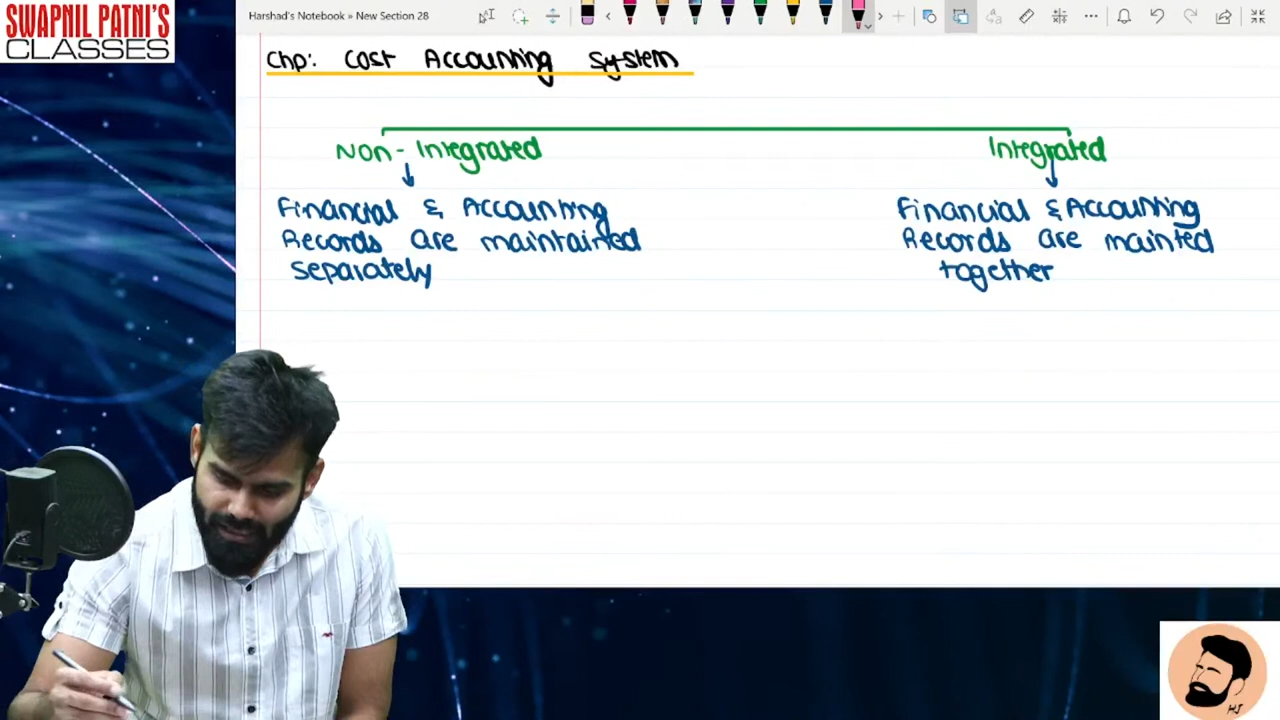 SWAPNIL PATNI'S
CLASSES
Harshad's Notebook » New Section 28
Chp: Cost Accounting System
Non-Integrated
Integrated
Financial & Accounting
Records are maintained
separately
Financial & Accounting
Records are mainted
together
HJ